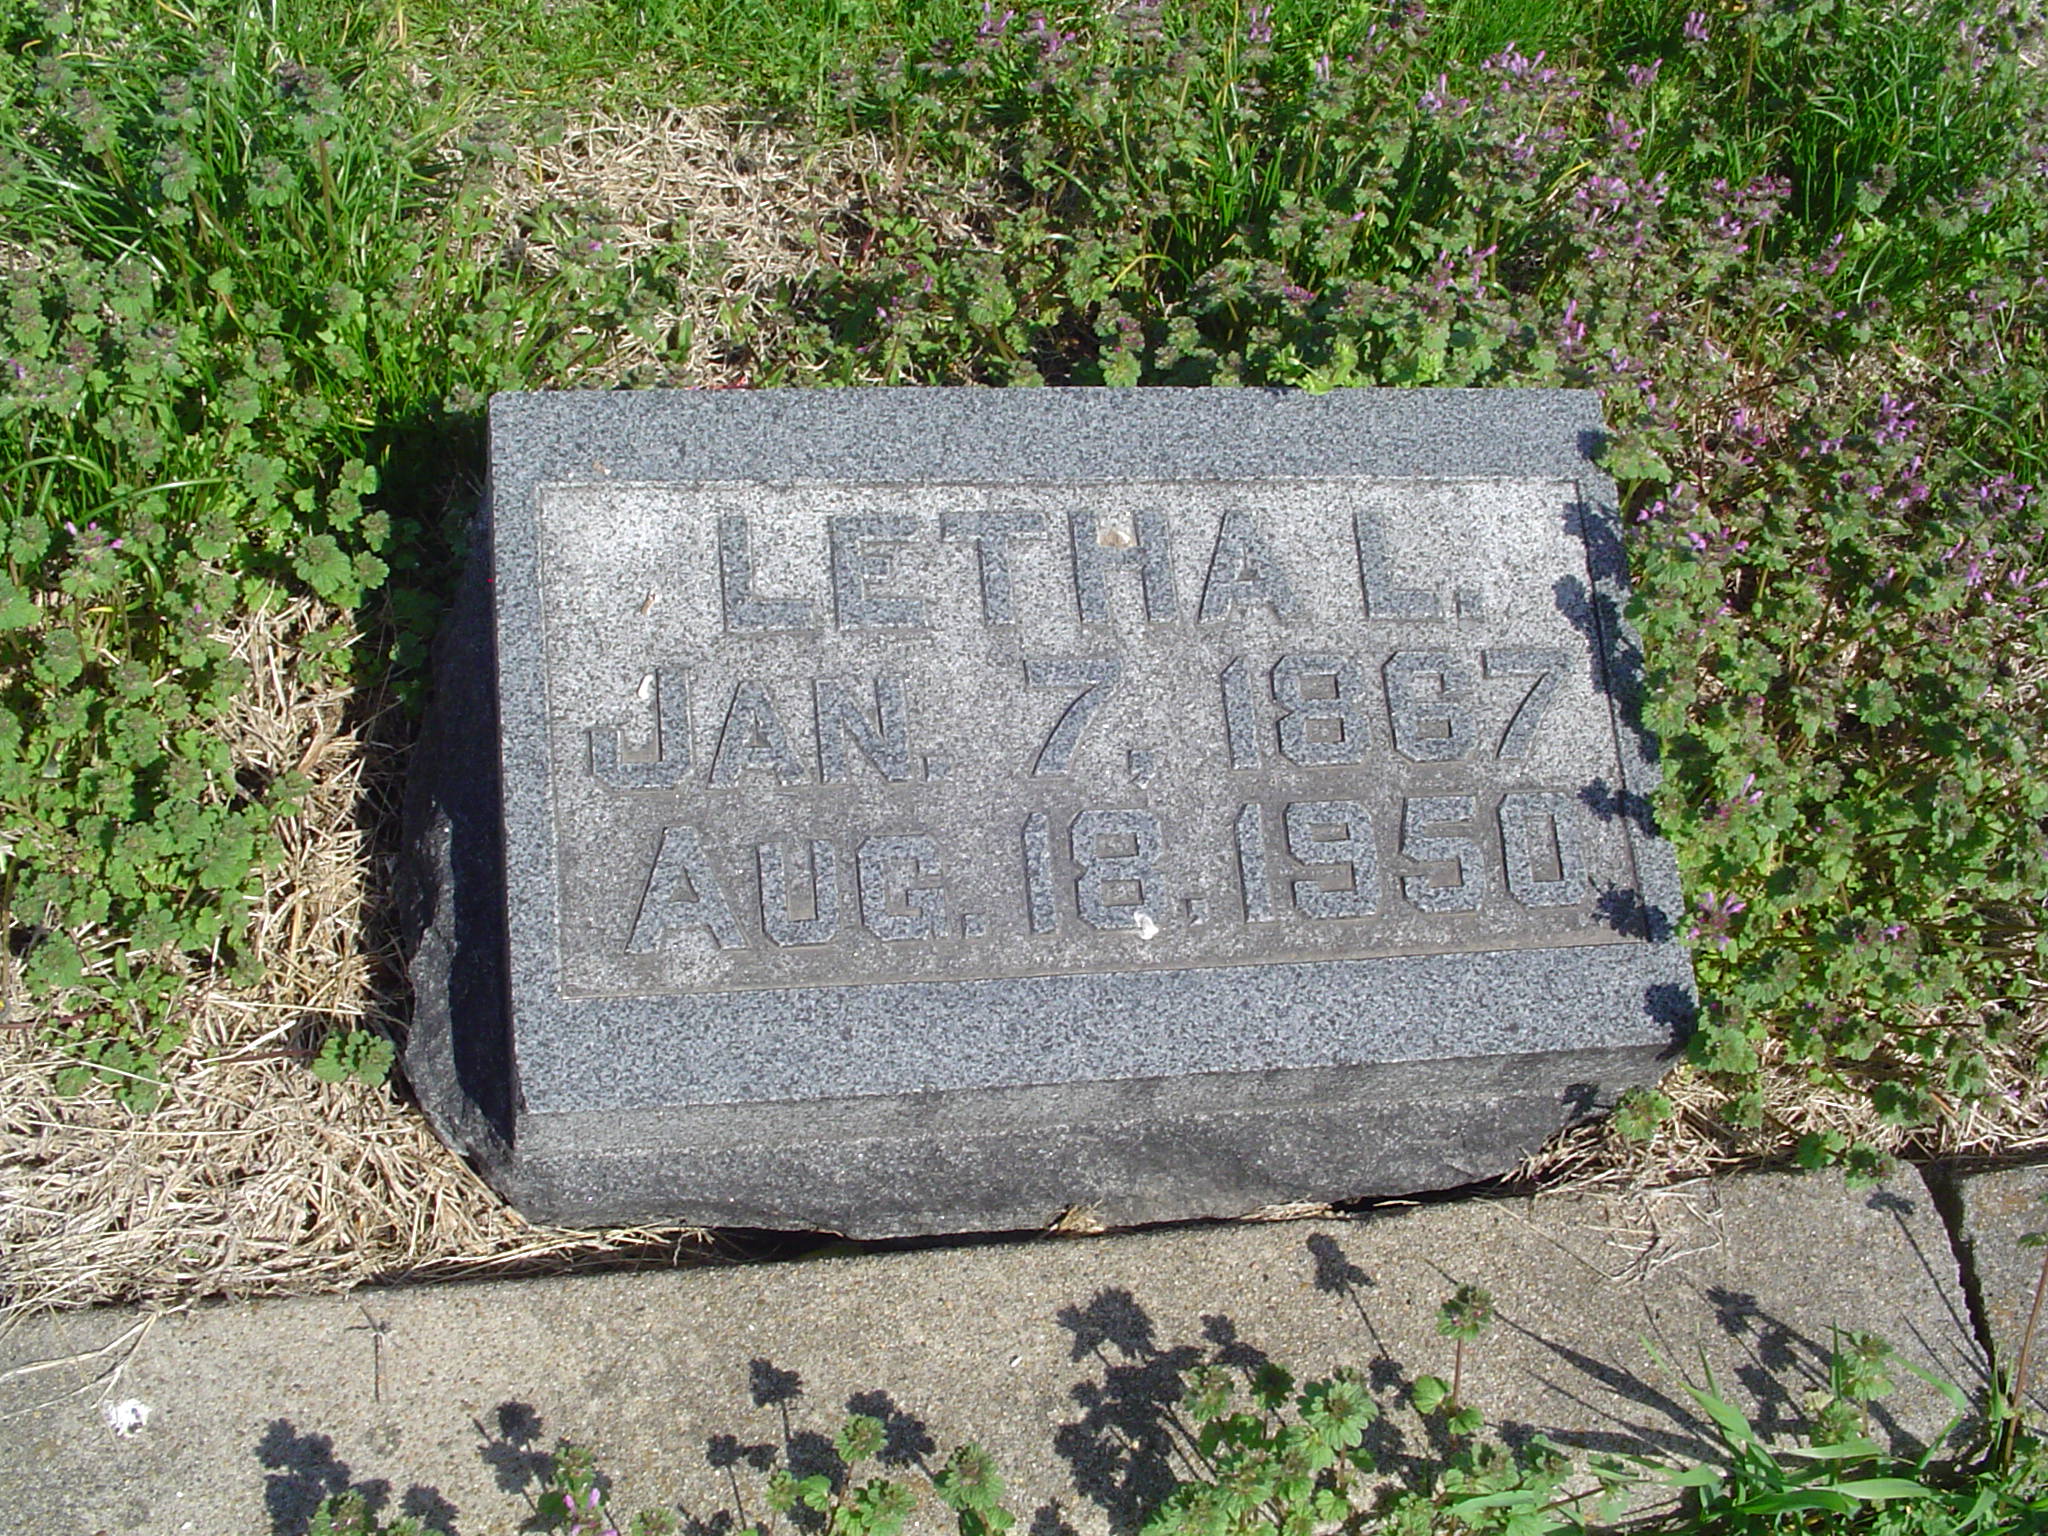 LETHA L.
JAN. 7, 1867
AUG. 18, 1950